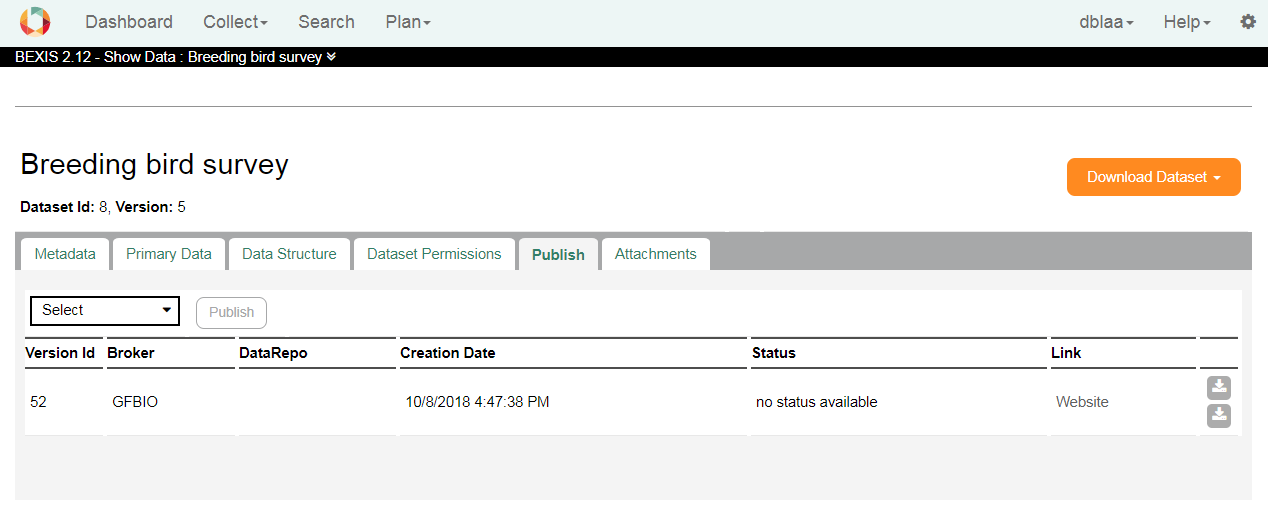 Dashboard Collect Search Plan dblaa Help
BEXIS 2.12 - Show Data : Breeding bird survey
Breeding bird survey
Download Dataset
Dataset Id: 8, Version: 5
Metadata Primary Data Data Structure Dataset Permissions Publish Attachments
Select Publish
Version Id Broker DataRepo Creation Date Status Link
52 GFBIO 10/8/2018 4:47:38 PM no status available Website